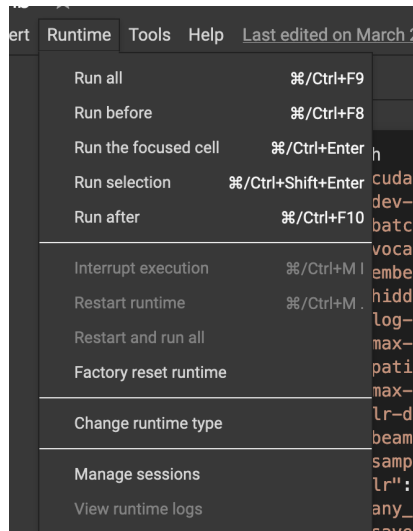 ert Runtime Tools Help Last edited on March 2
Run all ⌘/Ctrl+F9
Run before ⌘/Ctrl+F8
Run the focused cell ⌘/Ctrl+Enter
Run selection ⌘/Ctrl+Shift+Enter
Run after ⌘/Ctrl+F10
Interrupt execution ⌘/Ctrl+M I
Restart runtime ⌘/Ctrl+M .
Restart and run all
Factory reset runtime
Change runtime type
Manage sessions
View runtime logs
h
cuda
dev-
batc
voca
embe
hidd
log-
max-
pati
max-
lr-d
beam
samp
lr":
any_